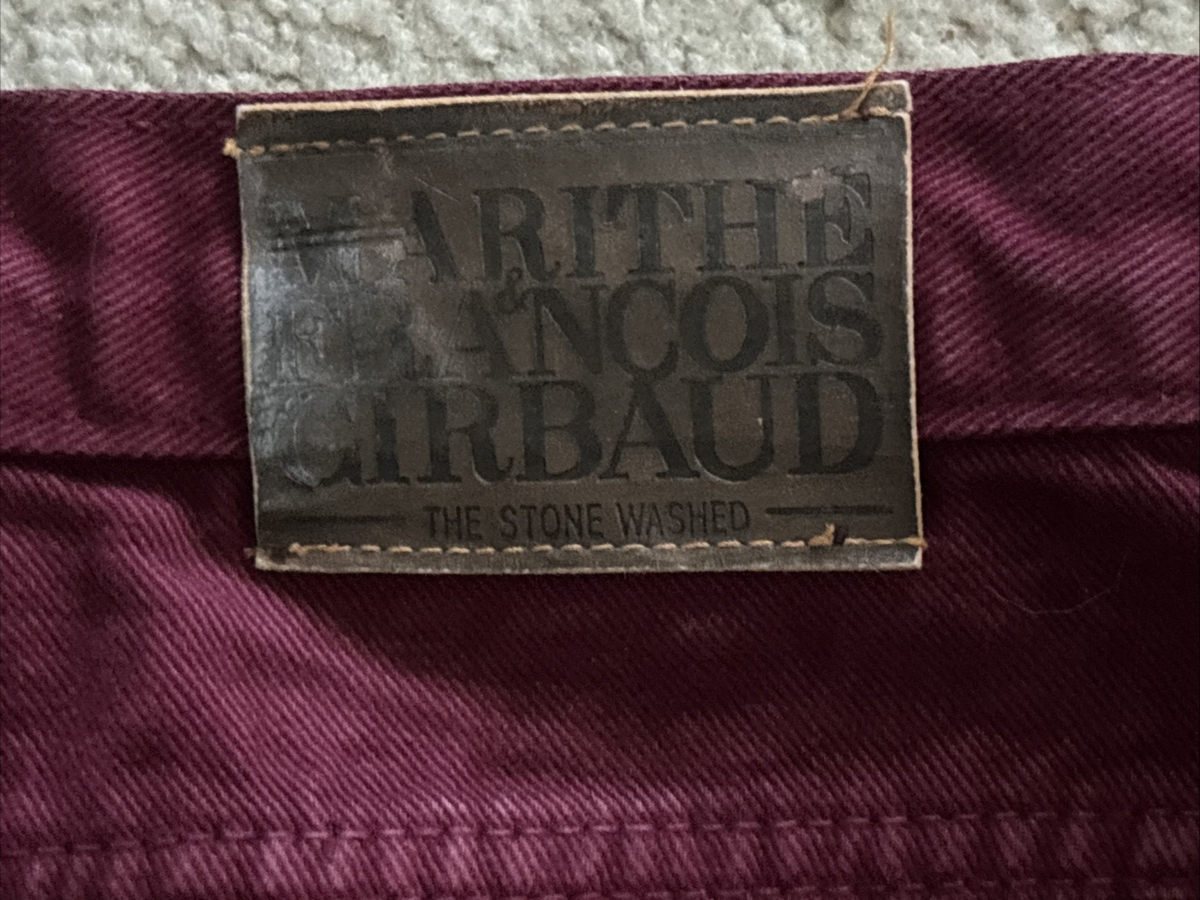 MARITHE
&
FRANCOIS
GIRBAUD
THE STONE WASHED